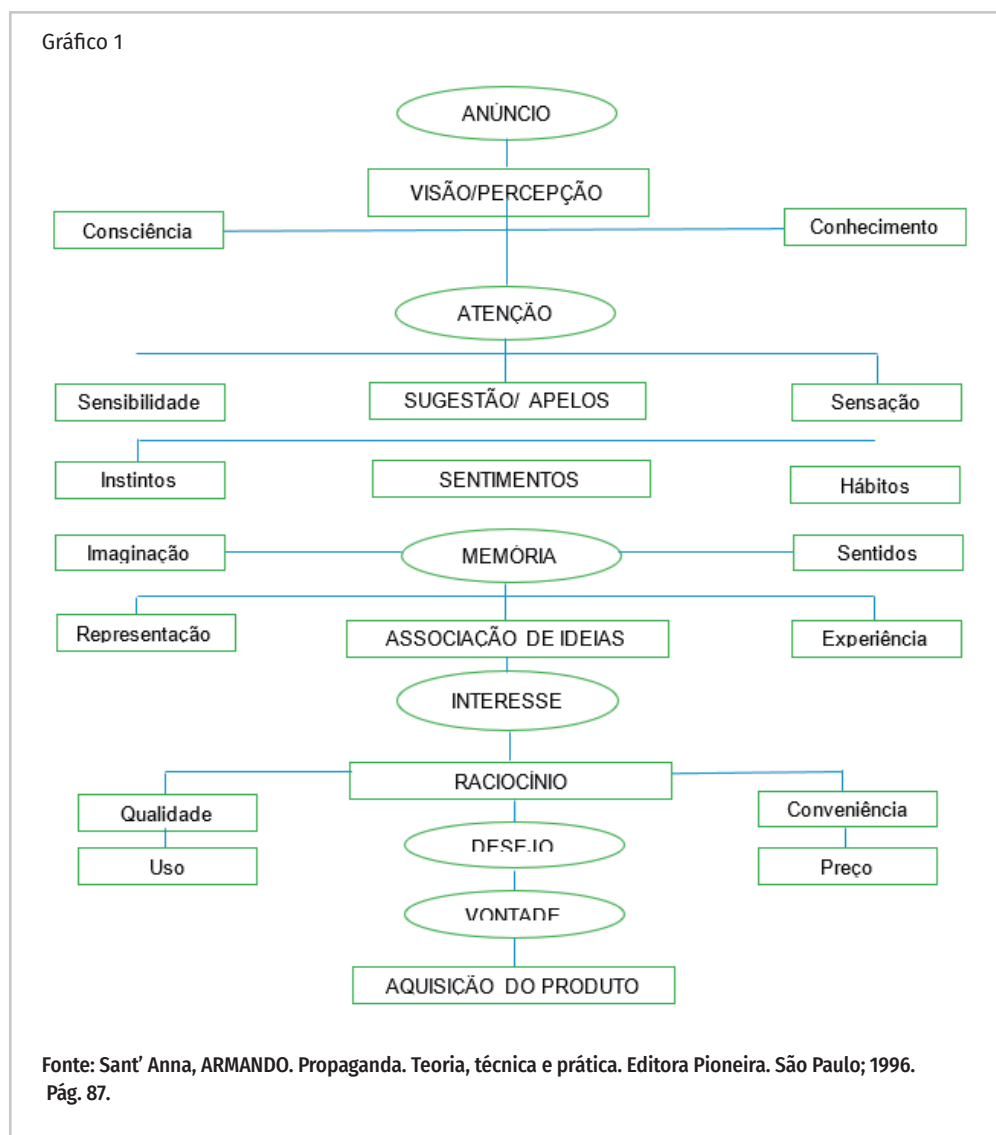 Gráfico 1
ANÚNCIO
VISÃO/PERCEPÇÃO
Consciência
Conhecimento
ATENÇÃO
Sensibilidade
SUGESTÃO/ APELOS
Sensação
Instintos
SENTIMENTOS
Hábitos
Imaginação
MEMÓRIA
Sentidos
Representação
ASSOCIAÇÃO DE IDEIAS
Experiência
INTERESSE
RACIOCÍNIO
Qualidade
Conveniência
DESEJO
Uso
Preço
VONTADE
AQUISIÇÃO DO PRODUTO
Fonte: Sant’ Anna, ARMANDO. Propaganda. Teoria, técnica e prática. Editora Pioneira. São Paulo; 1996.
Pág. 87.